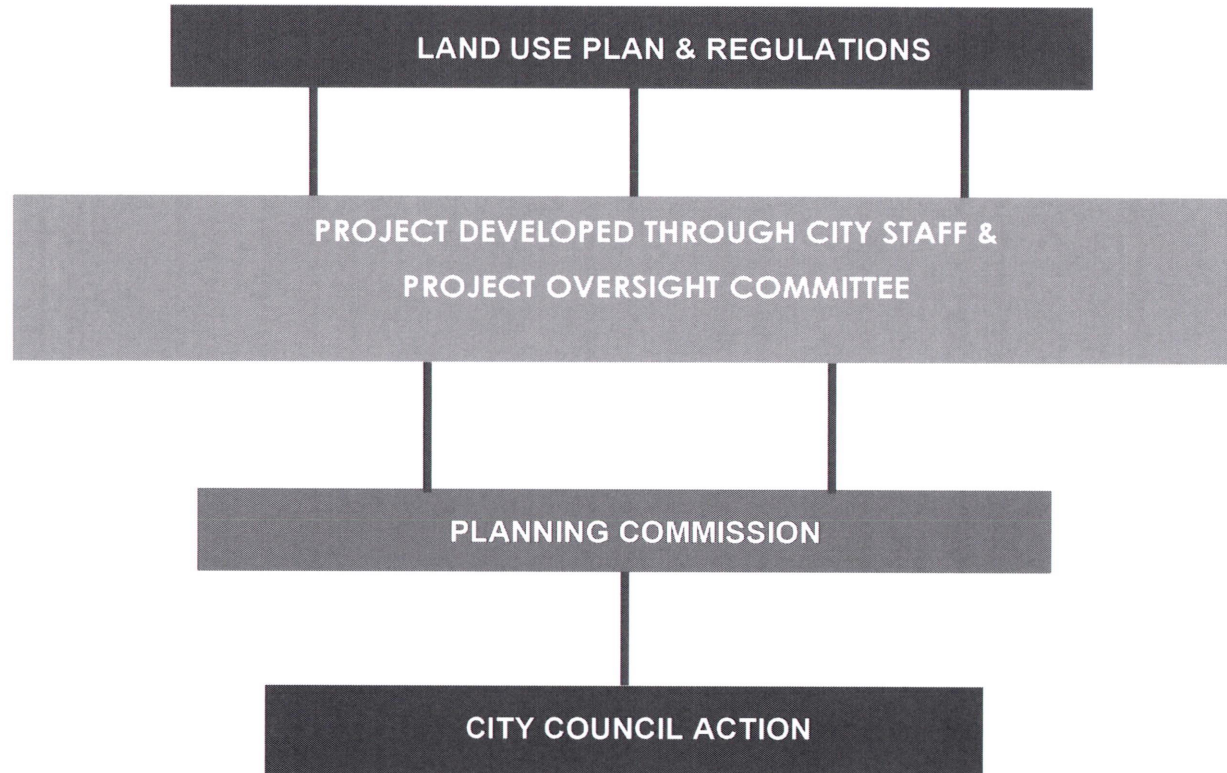 LAND USE PLAN & REGULATIONS
PROJECT DEVELOPED THROUGH CITY STAFF &
PROJECT OVERSIGHT COMMITTEE
PLANNING COMMISSION
CITY COUNCIL ACTION